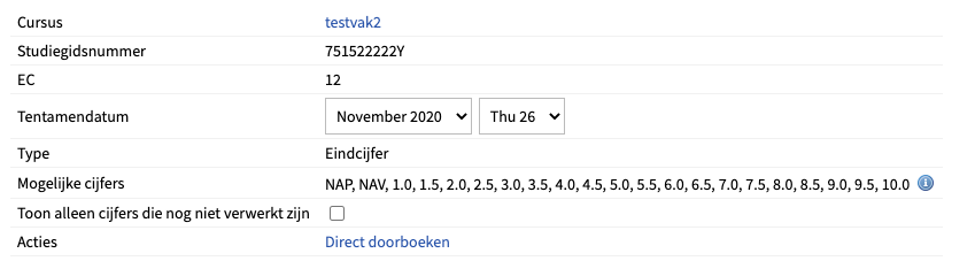 Cursus testvak2
Studiegidsnummer 751522222Y
EC 12
Tentamendatum November 2020 Thu 26
Type Eindcijfer
Mogelijke cijfers NAP, NAV, 1.0, 1.5, 2.0, 2.5, 3.0, 3.5, 4.0, 4.5, 5.0, 5.5, 6.0, 6.5, 7.0, 7.5, 8.0, 8.5, 9.0, 9.5, 10.0 i
Toon alleen cijfers die nog niet verwerkt zijn
Acties Direct doorboeken